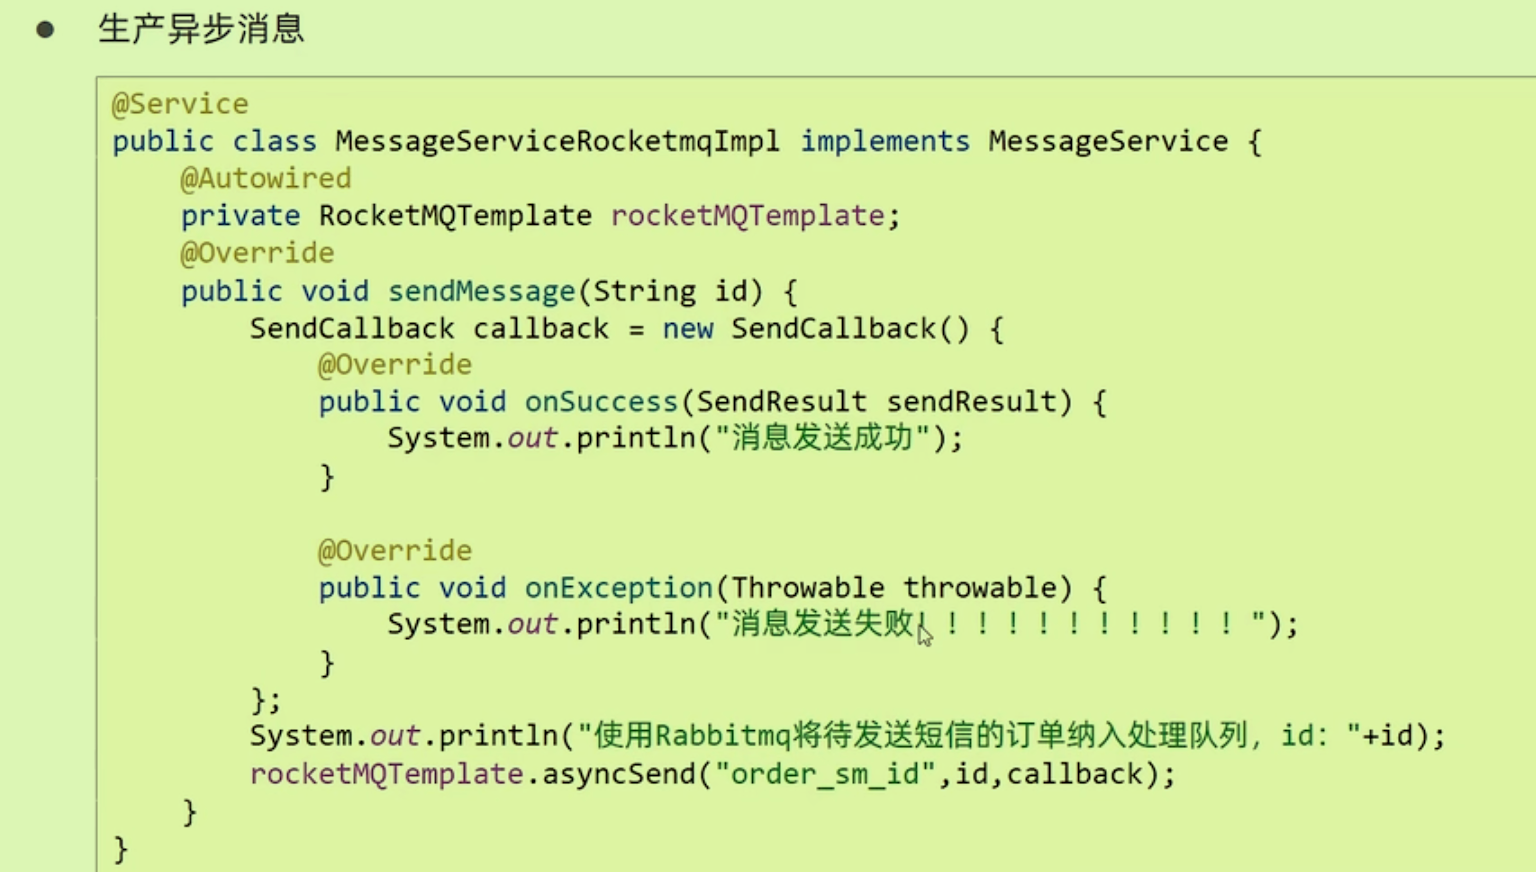 ● 生产异步消息
@Service
public class MessageServiceRocketmqImpl implements MessageService {
    @Autowired
    private RocketMQTemplate rocketMQTemplate;
    @Override
    public void sendMessage(String id) {
        SendCallback callback = new SendCallback() {
            @Override
            public void onSuccess(SendResult sendResult) {
                System.out.println("消息发送成功");
            }
            @Override
            public void onException(Throwable throwable) {
                System.out.println("消息发送失败！！！！！！！！！！！");
            }
        };
        System.out.println("使用Rabbitmq将待发送短信的订单纳入处理队列，id："+id);
        rocketMQTemplate.asyncSend("order_sm_id",id,callback);
    }
}